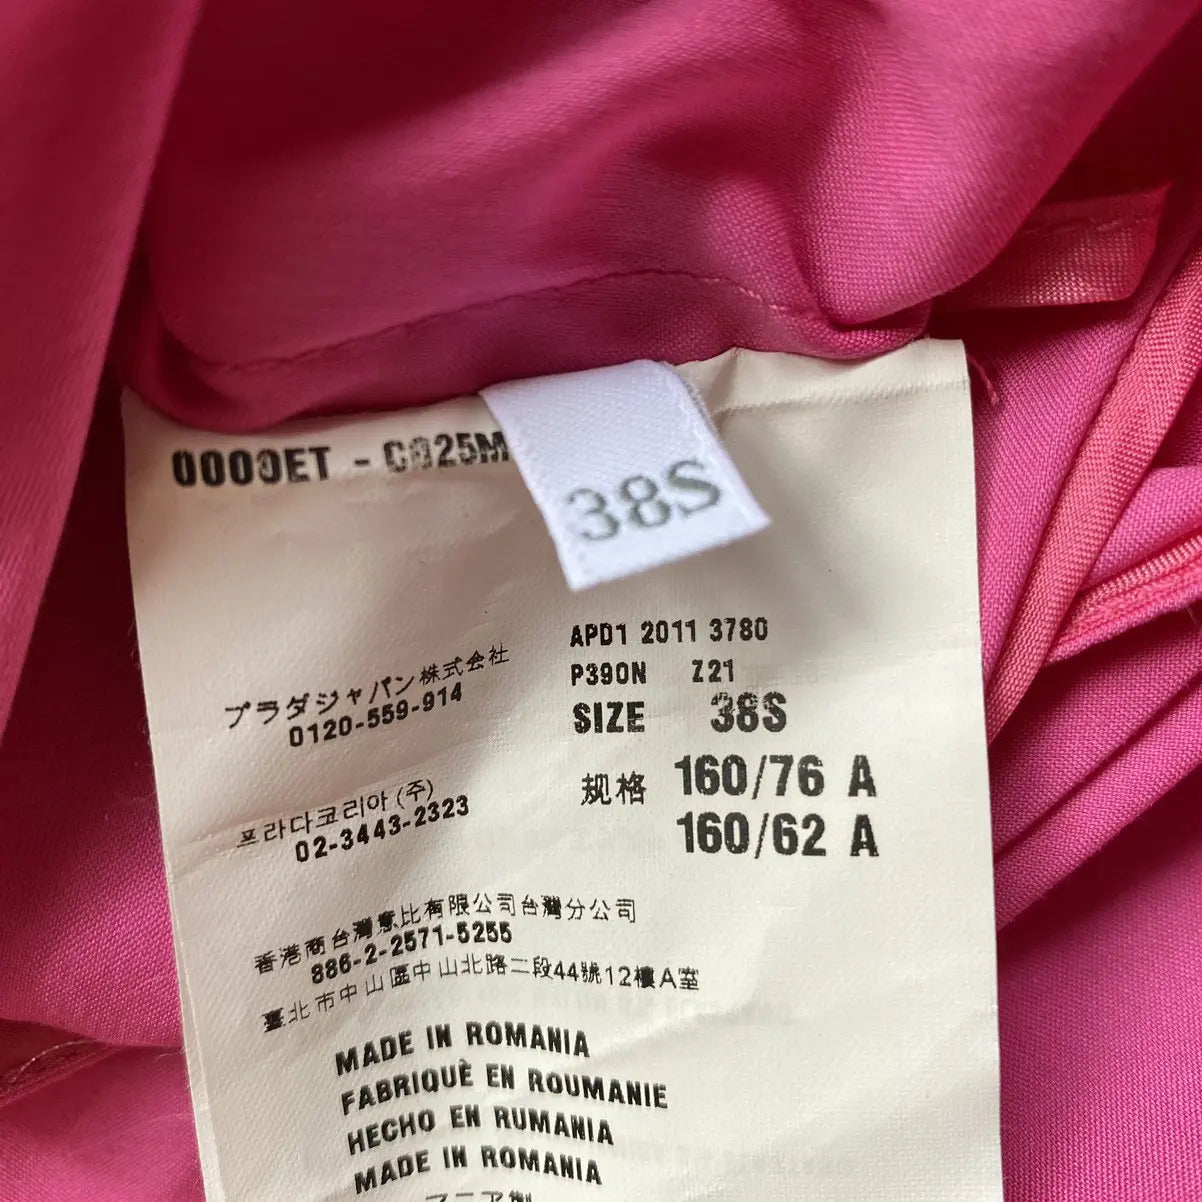 38S
0000ET - C025M
APD1 2011 3780
P390N Z21
SIZE 38S
规格 160/76 A
160/62 A
プラダジャパン株式会社
0120-559-914
프라다코리아 (주)
02-3443-2323
香港商台灣意比有限公司台灣分公司
886-2-2571-5255
臺北市中山區中山北路二段44號12樓A室
MADE IN ROMANIA
FABRIQUÈ EN ROUMANIE
HECHO EN RUMANIA
MADE IN ROMANIA